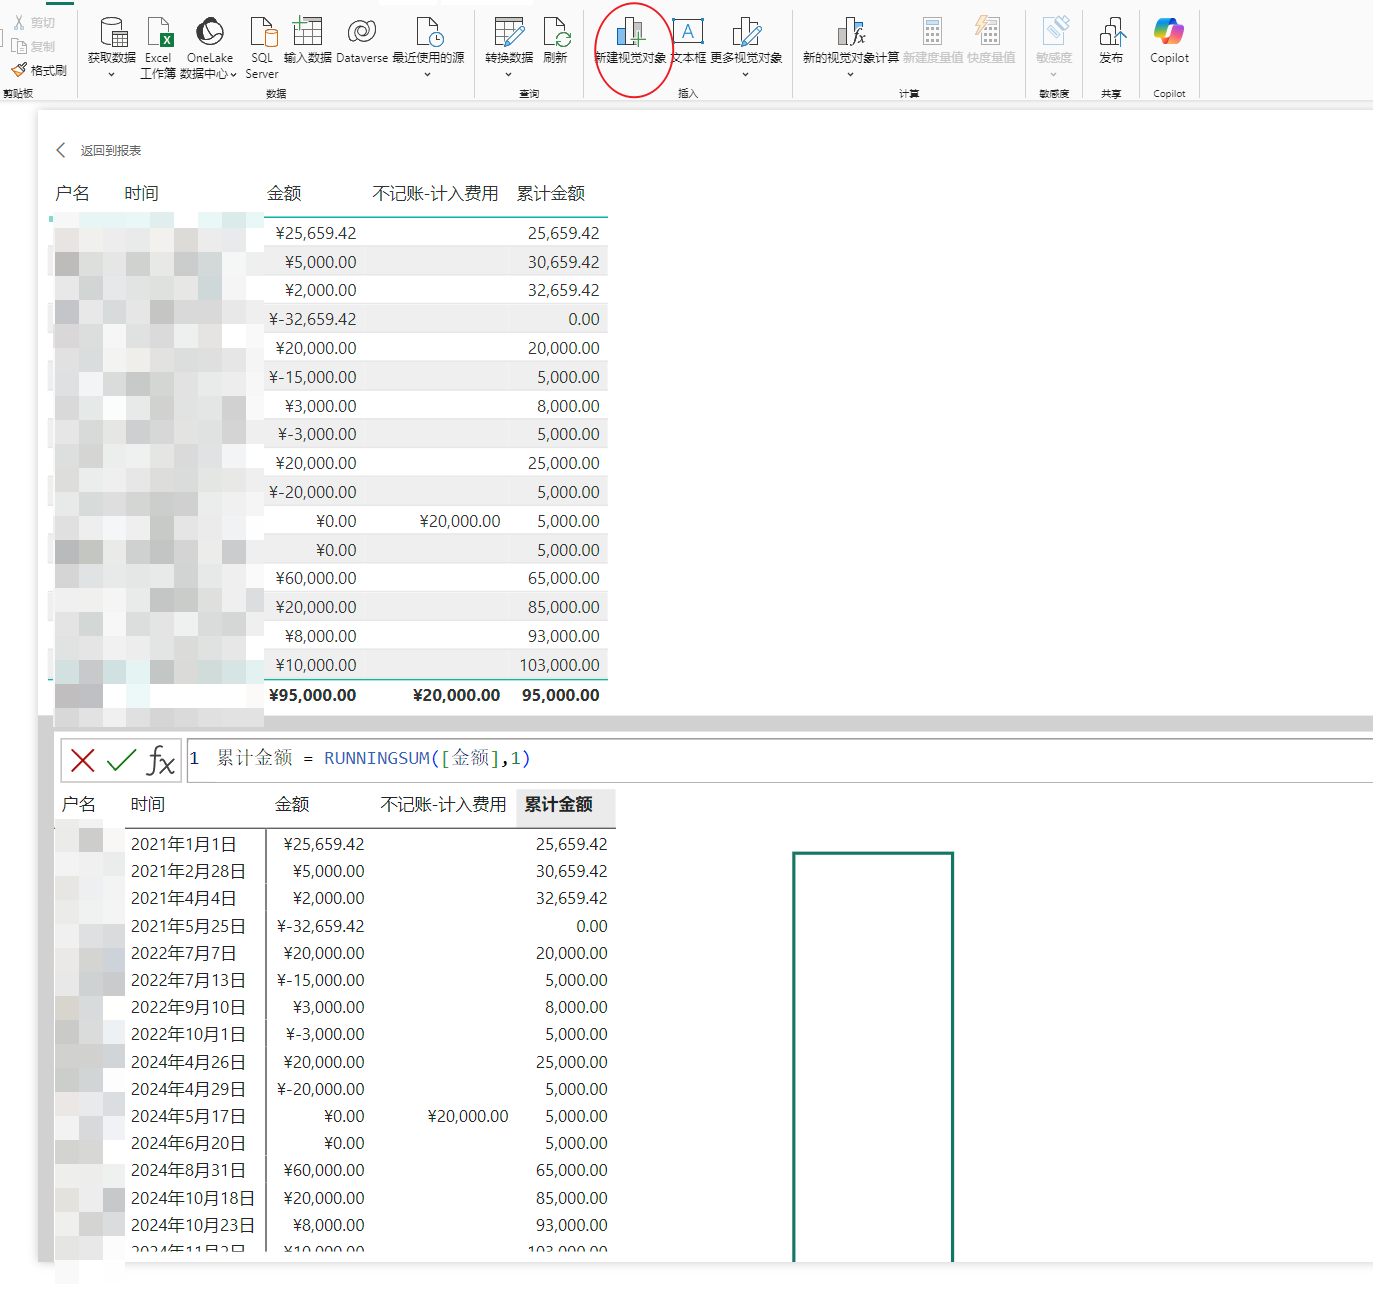 剪切
复制
格式刷
剪贴板
获取数据
Excel
工作簿
OneLake
数据中心
SQL
Server
输入数据
Dataverse
最近使用的源
数据
转换数据
刷新
查询
新建视觉对象
文本框
更多视觉对象
插入
新的视觉对象计算
新建度量值
快度量值
计算
敏感度
敏感度
发布
共享
Copilot
Copilot
返回到报表
户名 时间 金额 不记账-计入费用 累计金额
¥25,659.42 25,659.42
¥5,000.00 30,659.42
¥2,000.00 32,659.42
¥-32,659.42 0.00
¥20,000.00 20,000.00
¥-15,000.00 5,000.00
¥3,000.00 8,000.00
¥-3,000.00 5,000.00
¥20,000.00 25,000.00
¥-20,000.00 5,000.00
¥0.00 ¥20,000.00 5,000.00
¥0.00 5,000.00
¥60,000.00 65,000.00
¥20,000.00 85,000.00
¥8,000.00 93,000.00
¥10,000.00 103,000.00
¥95,000.00 ¥20,000.00 95,000.00
1 累计金额 = RUNNINGSUM([金额],1)
户名 时间 金额 不记账-计入费用 累计金额
2021年1月1日 ¥25,659.42 25,659.42
2021年2月28日 ¥5,000.00 30,659.42
2021年4月4日 ¥2,000.00 32,659.42
2021年5月25日 ¥-32,659.42 0.00
2022年7月7日 ¥20,000.00 20,000.00
2022年7月13日 ¥-15,000.00 5,000.00
2022年9月10日 ¥3,000.00 8,000.00
2022年10月1日 ¥-3,000.00 5,000.00
2024年4月26日 ¥20,000.00 25,000.00
2024年4月29日 ¥-20,000.00 5,000.00
2024年5月17日 ¥0.00 ¥20,000.00 5,000.00
2024年6月20日 ¥0.00 5,000.00
2024年8月31日 ¥60,000.00 65,000.00
2024年10月18日 ¥20,000.00 85,000.00
2024年10月23日 ¥8,000.00 93,000.00
2024年11月2日 ¥10,000.00 103,000.00